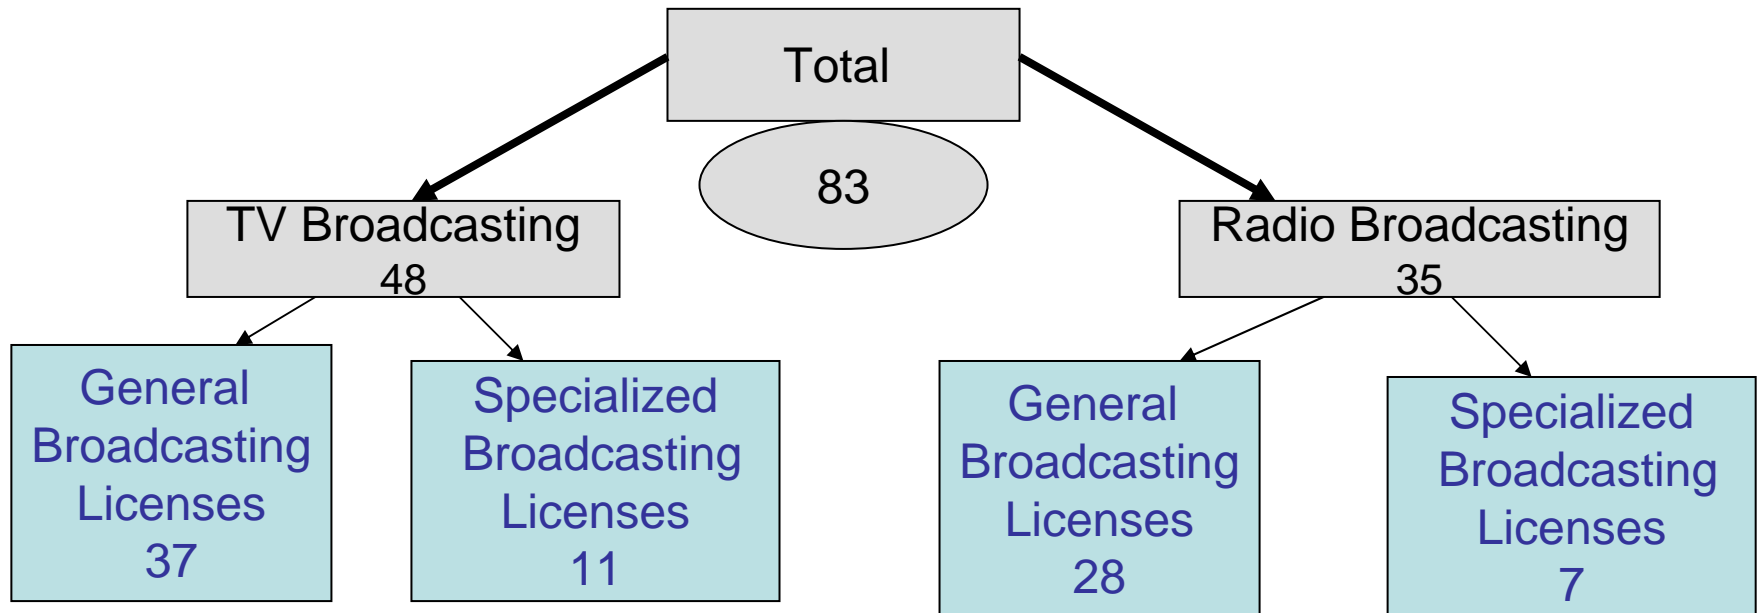 Total
83
TV Broadcasting
48
Radio Broadcasting
35
General
Broadcasting
Licenses
37
Specialized
Broadcasting
Licenses
11
General
Broadcasting
Licenses
28
Specialized
Broadcasting
Licenses
7